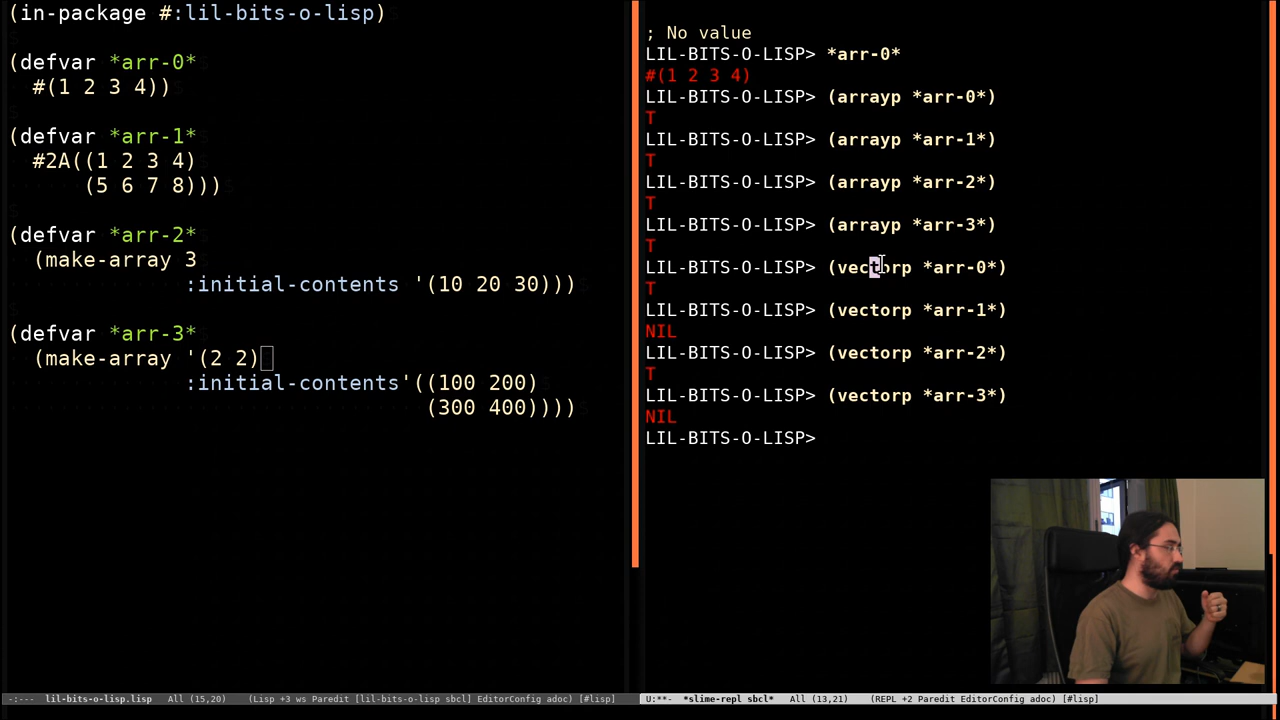 (in-package #:lil-bits-o-lisp)
(defvar *arr-0*
#(1 2 3 4))
(defvar *arr-1*
#2A((1 2 3 4)
(5 6 7 8)))
(defvar *arr-2*
(make-array 3
:initial-contents '(10 20 30)))
(defvar *arr-3*
(make-array '(2 2)
:initial-contents'((100 200)
(300 400))))
-:--- lil-bits-o-lisp.lisp All (15,20) (Lisp +3 ws Paredit [lil-bits-o-lisp sbcl] EditorConfig adoc) [#lisp]
; No value
LIL-BITS-O-LISP> *arr-0*
#(1 2 3 4)
LIL-BITS-O-LISP> (arrayp *arr-0*)
T
LIL-BITS-O-LISP> (arrayp *arr-1*)
T
LIL-BITS-O-LISP> (arrayp *arr-2*)
T
LIL-BITS-O-LISP> (arrayp *arr-3*)
T
LIL-BITS-O-LISP> (vectorp *arr-0*)
T
LIL-BITS-O-LISP> (vectorp *arr-1*)
NIL
LIL-BITS-O-LISP> (vectorp *arr-2*)
T
LIL-BITS-O-LISP> (vectorp *arr-3*)
NIL
LIL-BITS-O-LISP>
U:**- *slime-repl sbcl* All (13,21) (REPL +2 Paredit EditorConfig adoc) [#lisp]